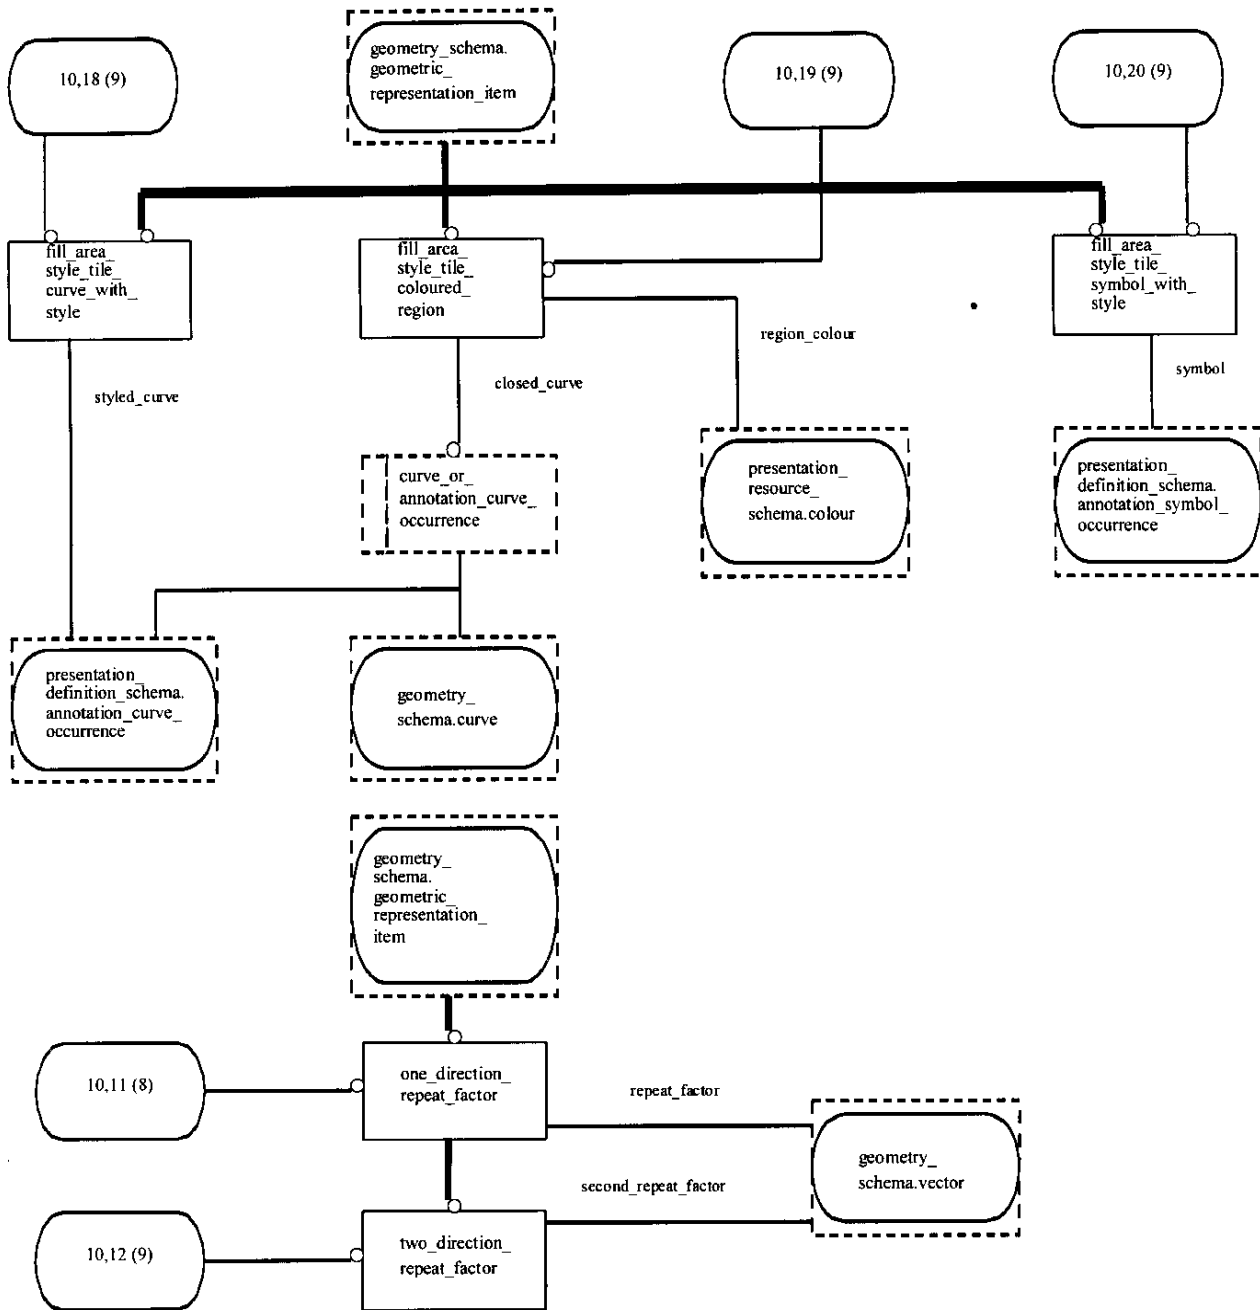 10,18 (9)
geometry_schema.
geometric_
representation_item
10,19 (9)
10,20 (9)
fill_area_
style_tile_
curve_with_
style
fill_area_
style_tile_
coloured_
region
fill_area_
style_tile_
symbol_with_
style
region_colour
styled_curve
closed_curve
symbol
curve_or_
annotation_curve_
occurrence
presentation_
resource_
schema.colour
presentation_
definition_schema.
annotation_symbol_
occurrence
presentation_
definition_schema.
annotation_curve_
occurrence
geometry_
schema.curve
geometry_
schema.
geometric_
representation_
item
10,11 (8)
one_direction_
repeat_factor
repeat_factor
geometry_
schema.vector
second_repeat_factor
10,12 (9)
two_direction_
repeat_factor